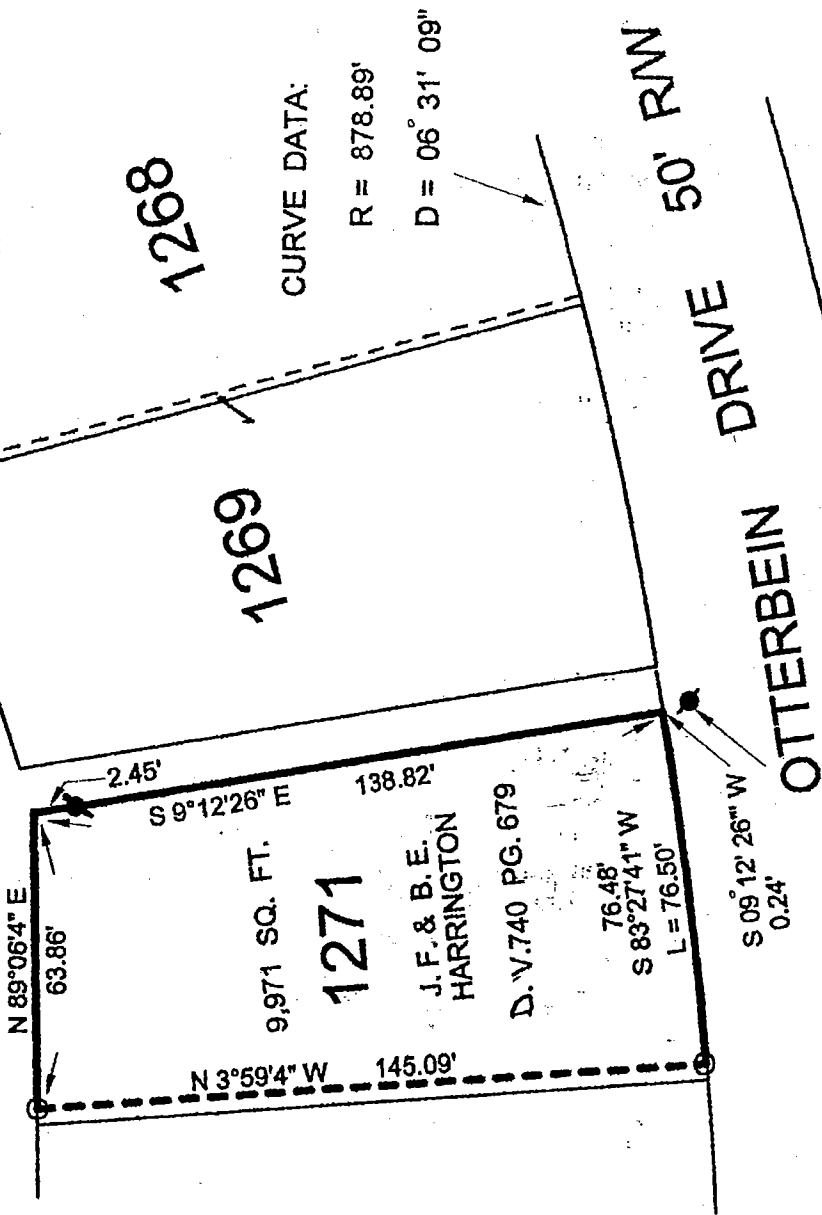 1268
CURVE DATA:
R = 878.89'
D = 06° 31' 09"
1269
N 89°06'4" E
63.86'
2.45'
S 9°12'26" E
138.82'
9,971 SQ. FT.
1271
J. F. & B. E.
HARRINGTON
D. V.740 PG. 679
N 3°59'4" W
145.09'
76.48'
S 83°27'41" W
L = 76.50'
S 09° 12' 26"' W
0.24'
OTTERBEIN DRIVE 50' R/W